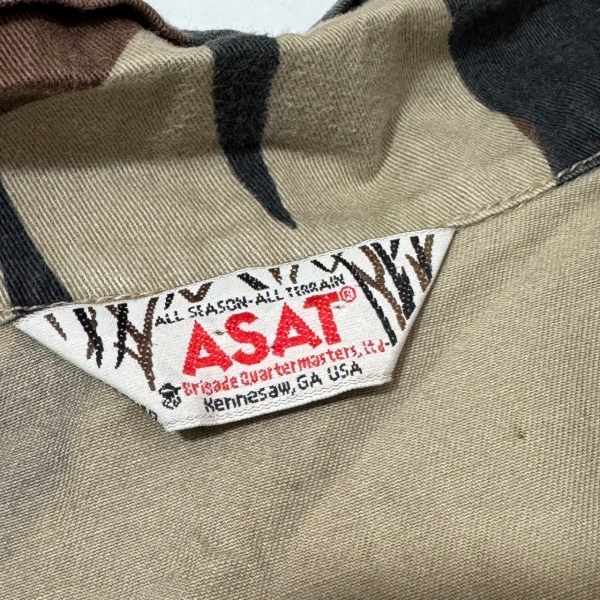 ALL SEASON-ALL TERRAIN
ASAT®
Brigade Quartermasters, Ltd.
Kennesaw, GA USA